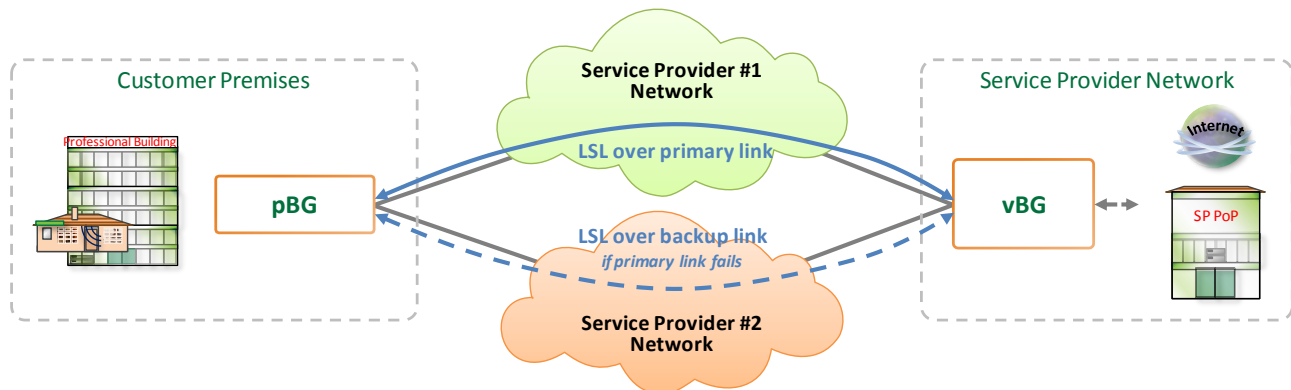 Customer Premises
Professional Building
pBG
Service Provider #1
Network
LSL over primary link
LSL over backup link
if primary link fails
Service Provider #2
Network
Service Provider Network
Internet
vBG
SP PoP